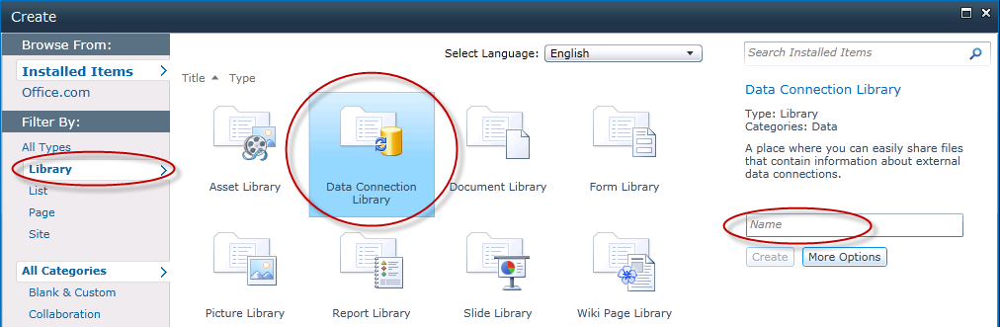 Create
Browse From:
Installed Items
Office.com
Filter By:
All Types
Library
List
Page
Site
All Categories
Blank & Custom
Collaboration
Select Language: English
Title Type
Asset Library
Data Connection
Library
Document Library
Form Library
Picture Library
Report Library
Slide Library
Wiki Page Library
Search Installed Items
Data Connection Library
Type: Library
Categories: Data
A place where you can easily share files
that contain information about external
data connections.
Name
Create More Options